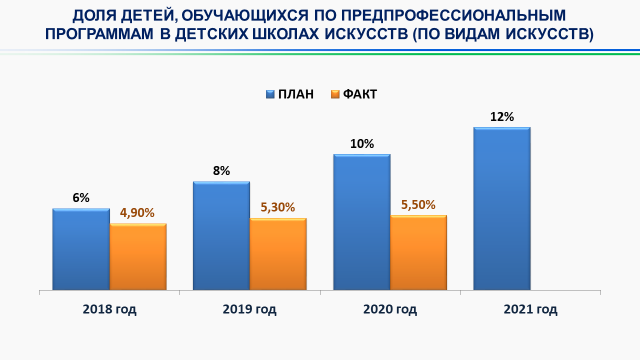 ДОЛЯ ДЕТЕЙ, ОБУЧАЮЩИХСЯ ПО ПРЕДПРОФЕССИОНАЛЬНЫМ
ПРОГРАММАМ В ДЕТСКИХ ШКОЛАХ ИСКУССТВ (ПО ВИДАМ ИСКУССТВ)
ПЛАН ФАКТ
6% 4,90% 8% 5,30% 10% 5,50% 12%
2018 год 2019 год 2020 год 2021 год